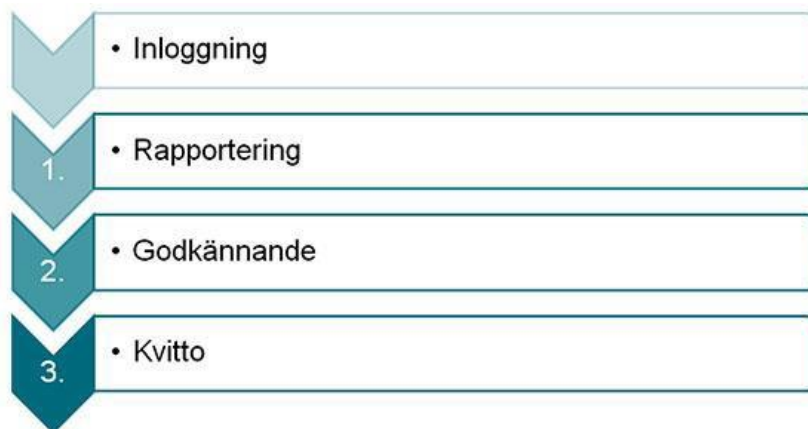 • Inloggning
1. • Rapportering
2. • Godkännande
3. • Kvitto